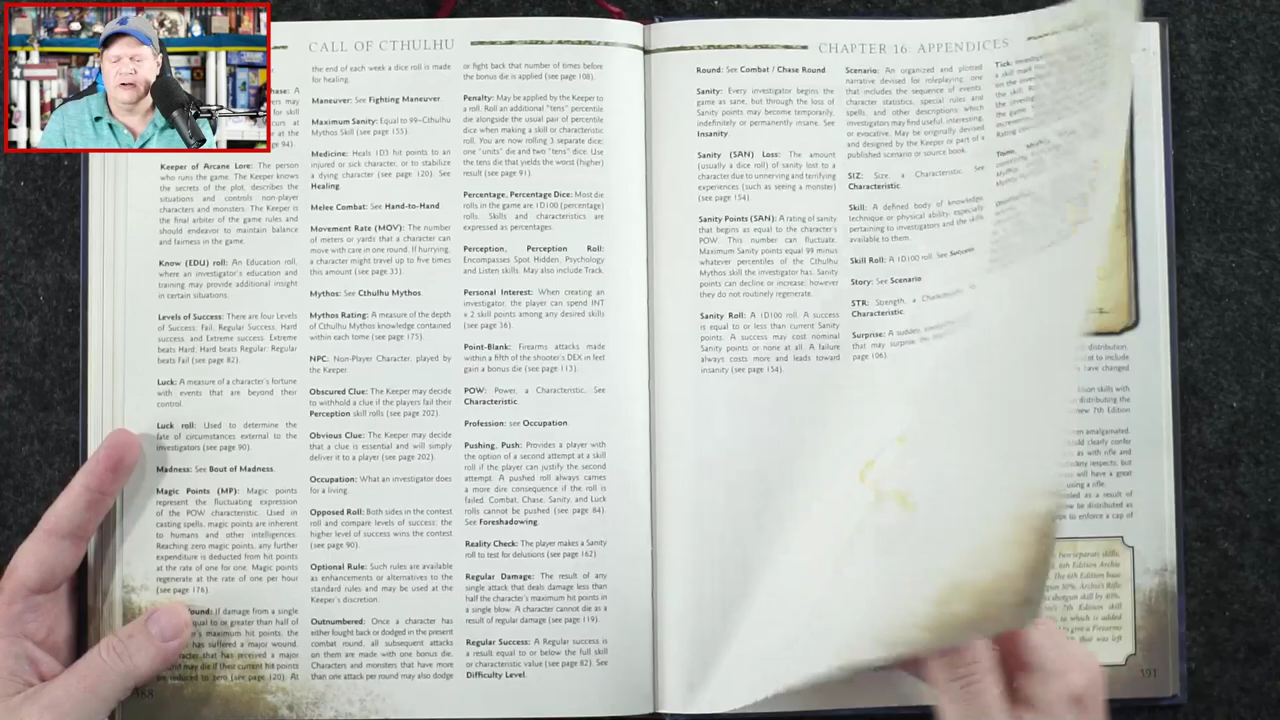 CALL OF CTHULHU
Keeper of Arcane Lore: The person
who runs the game. The Keeper knows
the secrets of the plot, describes the
situations and controls non-player
characters and monsters. The Keeper is
the final arbiter of the game rules and
should endeavor to maintain balance
and fairness in the game.
Know (EDU) roll: An Education roll,
where an investigator's education and
training may provide additional insight
in certain situations.
Levels of Success: There are four Levels
of Success: Fail, Regular Success, Hard
success, and Extreme success. Extreme
beats Hard; Hard beats Regular; Regular
beats Fail (see page 82).
Luck: A measure of a character's fortune
with events that are beyond their
control.
Luck roll: Used to determine the
fate of circumstances external to the
investigators (see page 90).
Madness: See Bout of Madness.
Magic Points (MP): Magic points
represent the fluctuating expression
of the POW characteristic. Used in
casting spells, magic points are inherent
to humans and other intelligences.
Reaching zero magic points, any further
expenditure is deducted from hit points
at the rate of one for one. Magic points
regenerate at the rate of one per hour
(see page 176).
If damage from a single
equal to or greater than half of
maximum hit points, the
has suffered a major wound.
that has received a major
may die if their current hit points
are reduced to zero (see page 120). At
the end of each week a dice roll is made
for healing.
Maneuver: See Fighting Maneuver.
Maximum Sanity: Equal to 99–Cthulhu
Mythos Skill (see page 155).
Medicine: Heals 1D3 hit points to an
injured or sick character, or to stabilize
a dying character (see page 120). See
Healing.
Melee Combat: See Hand-to-Hand.
Movement Rate (MOV): The number
of meters or yards that a character can
move with care in one round. If hurrying,
a character might travel up to five times
this amount (see page 33).
Mythos: See Cthulhu Mythos.
Mythos Rating: A measure of the depth
of Cthulhu Mythos knowledge contained
within each tome (see page 175).
NPC: Non-Player Character, played by
the Keeper.
Obscured Clue: The Keeper may decide
to withhold a clue if the players fail their
Perception skill rolls (see page 202).
Obvious Clue: The Keeper may decide
that a clue is essential and will simply
deliver it to a player (see page 202).
Occupation: What an investigator does
for a living.
Opposed Roll: Both sides in the contest
roll and compare levels of success; the
higher level of success wins the contest
(see page 90).
Optional Rule: Such rules are available
as enhancements or alternatives to the
standard rules and may be used at the
Keeper's discretion.
Outnumbered: Once a character has
either fought back or dodged in the present
combat round, all subsequent attacks
on them are made with one bonus die.
Characters and monsters that have more
than one attack per round may also dodge
or fight back that number of times before
the bonus die is applied (see page 108).
Penalty: May be applied by the Keeper to
a roll. Roll an additional "tens" percentile
die alongside the usual pair of percentile
dice when making a skill or characteristic
roll. You are now rolling 3 separate dice:
one "units" die and two "tens" dice. Use
the tens die that yields the worst (higher)
result (see page 91).
Percentage, Percentage Dice: Most die
rolls in the game are 1D100 (percentage)
rolls. Skills and characteristics are
expressed as percentages.
Perception, Perception Roll:
Encompasses Spot Hidden, Psychology
and Listen skills. May also include Track.
Personal Interest: When creating an
investigator, the player can spend INT
x 2 skill points among any desired skills
(see page 36).
Point-Blank: Firearms attacks made
within a fifth of the shooter's DEX in feet
gain a bonus die (see page 113).
POW: Power, a Characteristic. See
Characteristic.
Profession: see Occupation.
Pushing, Push: Provides a player with
the option of a second attempt at a skill
roll if the player can justify the second
attempt. A pushed roll always carries
a more dire consequence if the roll is
failed. Combat, Chase, Sanity, and Luck
rolls cannot be pushed (see page 84).
See Foreshadowing.
Reality Check: The player makes a Sanity
roll to test for delusions (see page 162)
Regular Damage: The result of any
single attack that deals damage less than
half the character's maximum hit points
in a single blow. A character cannot die as a
result of regular damage (see page 119).
Regular Success: A Regular success is
a result equal to or below the full skill
or characteristic value (see page 82). See
Difficulty Level.
CHAPTER 16: APPENDICES
Round: See Combat / Chase Round.
Sanity: Every investigator begins the
game as sane, but through the loss of
Sanity points may become temporarily,
indefinitely or permanently insane. See
Insanity.
Sanity (SAN) Loss: The amount
(usually a dice roll) of sanity lost to a
character due to unnerving and terrifying
experiences (such as seeing a monster)
(see page 154).
Sanity Points (SAN): A rating of sanity
that begins as equal to the character's
POW. This number can fluctuate.
Maximum Sanity points equal 99 minus
whatever percentiles of the Cthulhu
Mythos skill the investigator has. Sanity
points can decline or increase; however
they do not routinely regenerate.
Sanity Roll: A 1D100 roll. A success
is equal to or less than current Sanity
points. A success may cost nominal
Sanity points or none at all. A failure
always costs more and leads toward
insanity (see page 154).
Scenario: An organized and plotted
narrative devised for roleplaying; one
that includes the sequence of events,
character statistics, special rules and
spells, and other descriptions, which
investigators may find useful, interesting,
or evocative. May be originally devised
and designed by the Keeper or part of a
published scenario or source book.
SIZ: Size, a Characteristic. See
Characteristic.
Skill: A defined body of knowledge
technique or physical ability, especially
pertaining to investigators and the skills
available to them.
Skill Roll: A 1D100 roll. See Success
Story: See Scenario
STR: Strength, a Characteristic
Characteristic.
Surprise: A sudden
that may surprise
page 106).
391